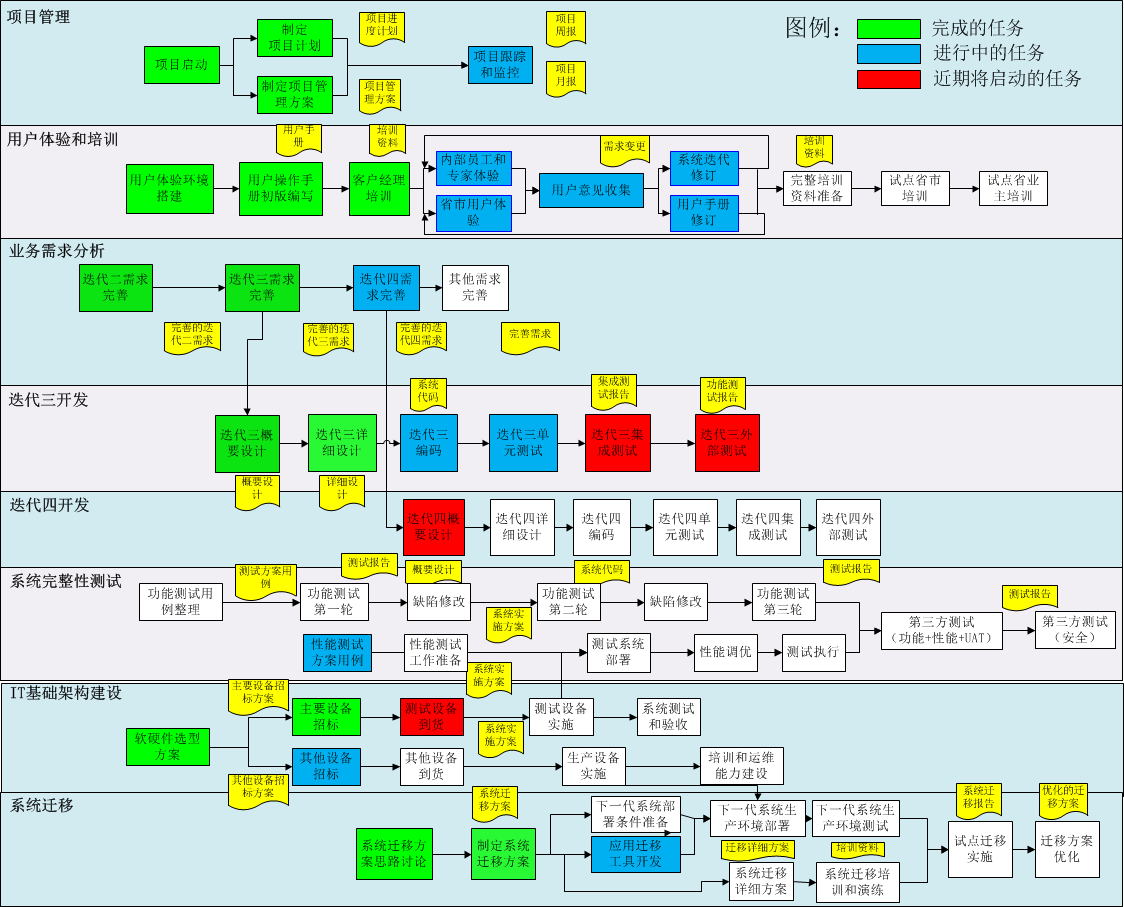 项目管理
图例：
完成的任务
进行中的任务
近期将启动的任务
项目启动
制定
项目计划
制定项目管
理方案
项目进
度计划
项目管
理方案
项目跟踪
和监控
项目
周报
项目
月报
用户体验和培训
用户手
册
培训
资料
需求变更
培训
资料
用户体验环境
搭建
用户操作手
册初版编写
客户经理
培训
内部员工和
专家体验
省市用户体
验
用户意见收集
系统迭代
修订
用户手册
修订
完整培训
资料准备
试点省市
培训
试点省业
主培训
业务需求分析
迭代二需求
完善
迭代三需求
完善
迭代四需
求完善
其他需求
完善
完善的迭
代二需求
完善的迭
代三需求
完善的迭
代四需求
完善需求
迭代三开发
系统
代码
集成测
试报告
功能测
试报告
迭代三概
要设计
迭代三详
细设计
迭代三
编码
迭代三单
元测试
迭代三集
成测试
迭代三外
部测试
概要设
计
详细设
计
迭代四开发
迭代四概
要设计
迭代四详
细设计
迭代四
编码
迭代四单
元测试
迭代四集
成测试
迭代四外
部测试
系统完整性测试
测试方案用
例
测试报告
概要设计
系统代码
测试报告
测试报告
功能测试用
例整理
功能测试
第一轮
缺陷修改
系统实
施方案
功能测试
第二轮
缺陷修改
功能测试
第三轮
第三方测试
（功能+性能+UAT）
第三方测试
（安全）
性能测试
方案用例
性能测试
工作准备
测试系统
部署
性能调优
测试执行
IT基础架构建设
主要设备招
标方案
系统实
施方案
软硬件选型
方案
主要设备
招标
测试设备
到货
系统实
施方案
测试设备
实施
系统测试
和验收
其他设备
招标
其他设备
到货
生产设备
实施
培训和运维
能力建设
其他设备招
标方案
系统迁移
系统迁
移方案
系统迁
移报告
优化的迁
移方案
系统迁移方
案思路讨论
制定系统
迁移方案
下一代系统部
署条件准备
应用迁移
工具开发
下一代系统生
产环境部署
下一代系统生
产环境测试
迁移详细方案
培训资料
系统迁移
详细方案
系统迁移培
训和演练
试点迁移
实施
迁移方案
优化